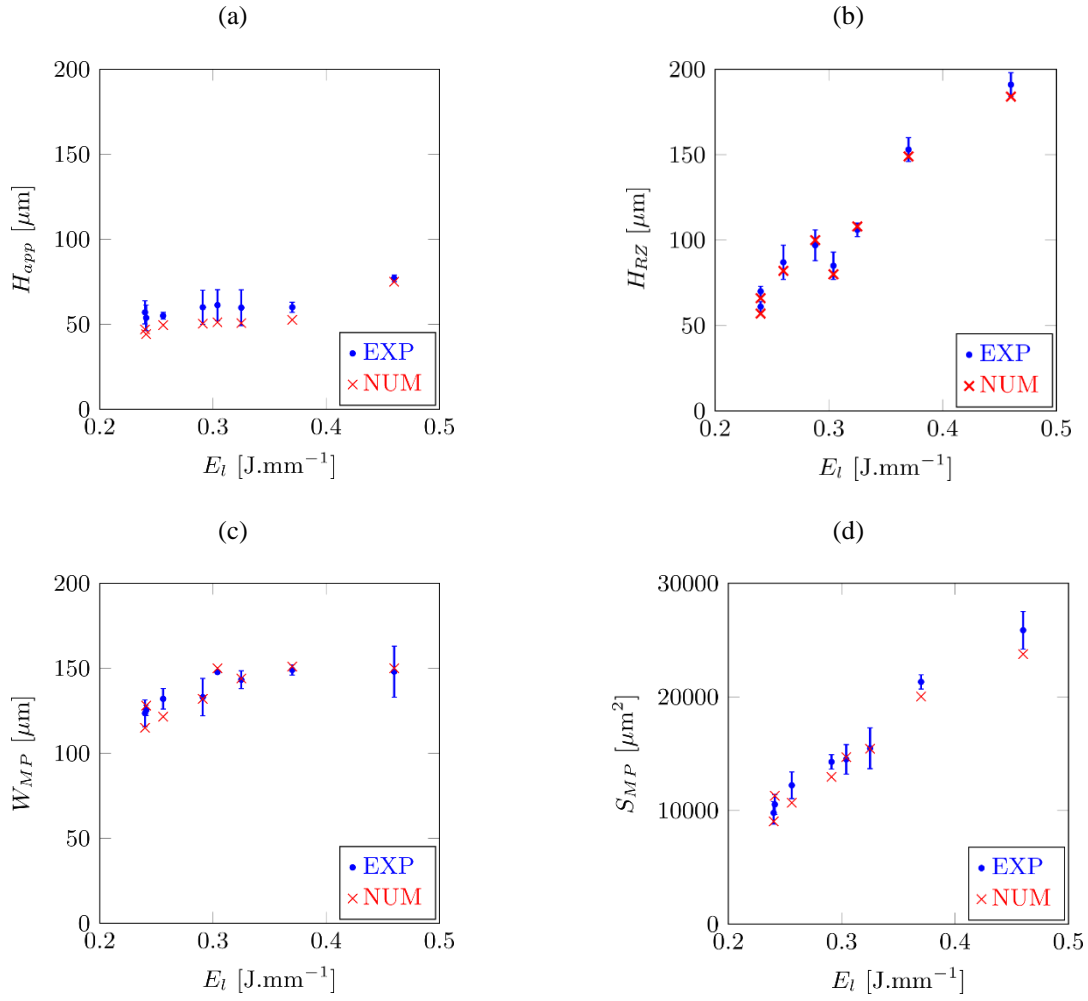 (a)
200
150
100
50
0
0.2 0.3 0.4 0.5
H_app [μm]
E_l [J.mm⁻¹]
EXP
NUM
(b)
200
150
100
50
0
0.2 0.3 0.4 0.5
H_RZ [μm]
E_l [J.mm⁻¹]
EXP
NUM
(c)
200
150
100
50
0
0.2 0.3 0.4 0.5
W_MP [μm]
E_l [J.mm⁻¹]
EXP
NUM
(d)
30000
20000
10000
0
0.2 0.3 0.4 0.5
S_MP [μm²]
E_l [J.mm⁻¹]
EXP
NUM